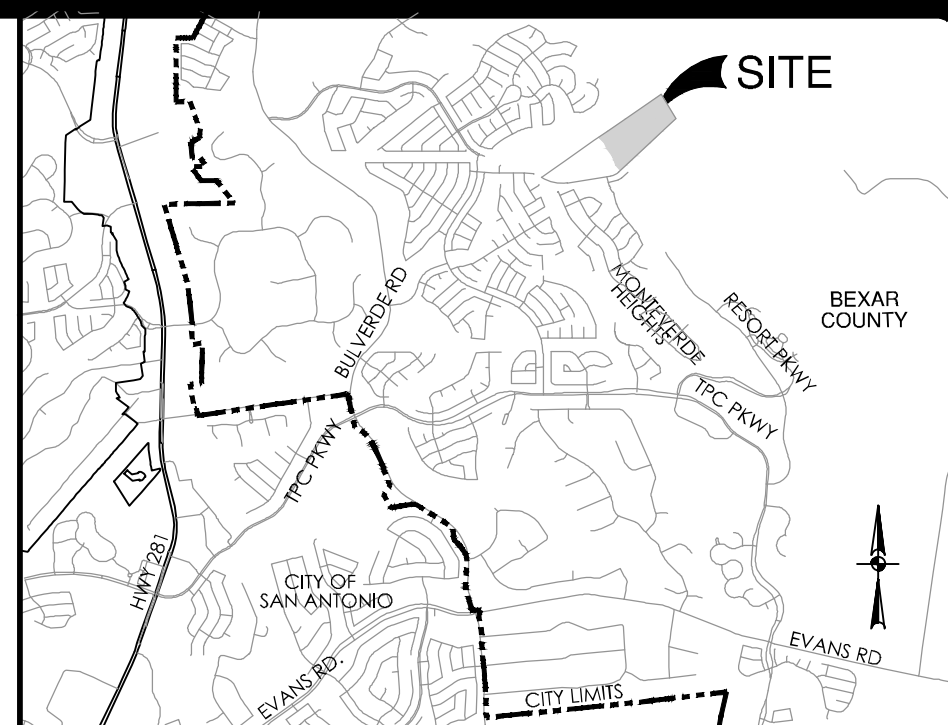 SITE
BEXAR
COUNTY
BULVERDE RD
MONTEVERDE
HEIGHTS
RESORT PKWY
TPC PKWY
TPC PKWY
HWY 281
CITY OF
SAN ANTONIO
EVANS RD.
EVANS RD
CITY LIMITS